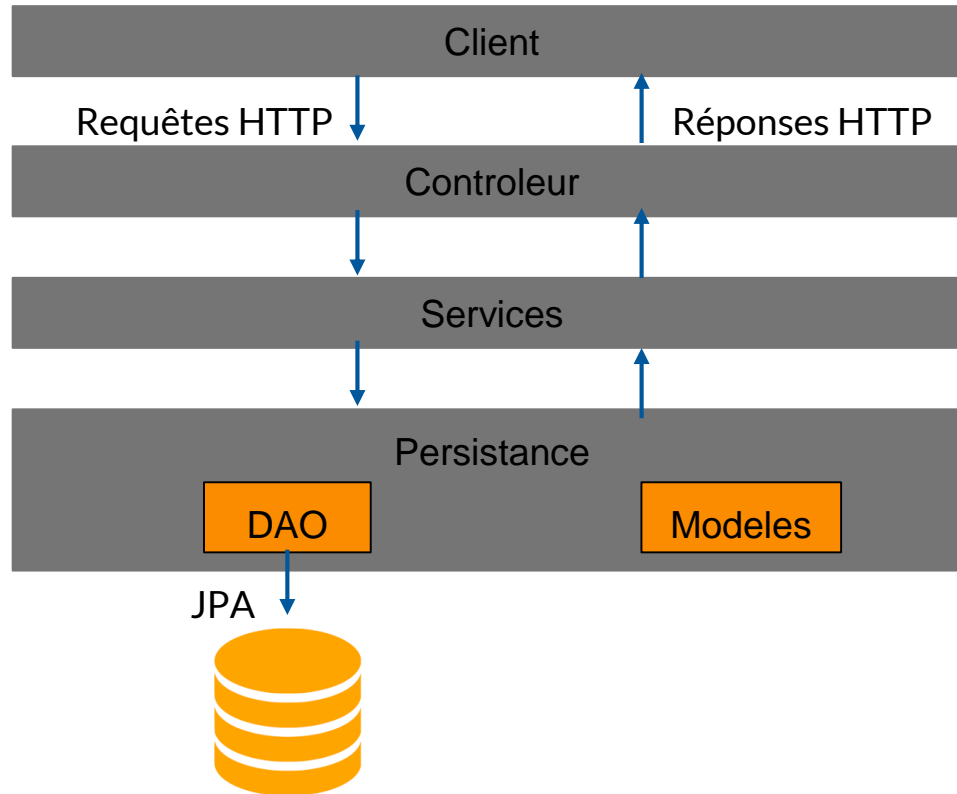 Client
Requêtes HTTP
Réponses HTTP
Controleur
Services
Persistance
DAO
Modeles
JPA